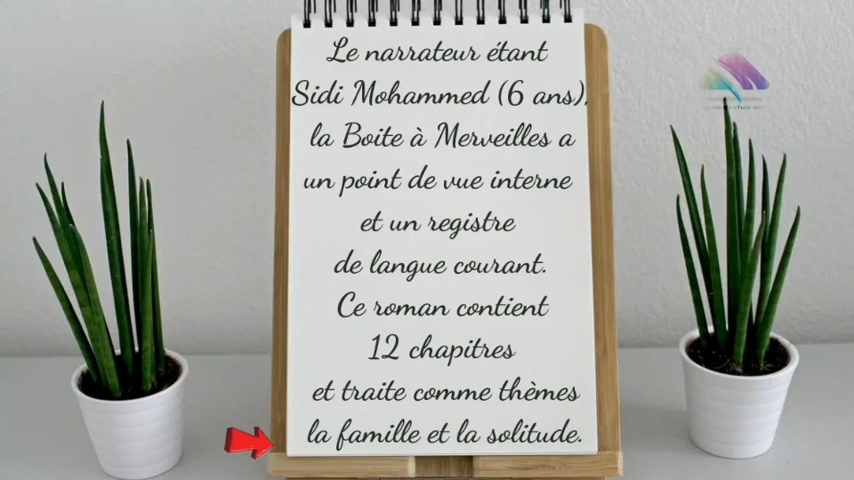 Le narrateur étant
Sidi Mohammed (6 ans),
la Boite à Merveilles a
un point de vue interne
et un registre
de langue courant.
Ce roman contient
12 chapitres
et traite comme thèmes
la famille et la solitude.